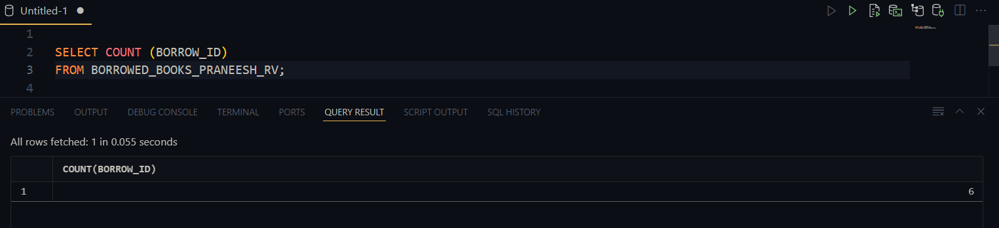 Untitled-1
1
2 SELECT COUNT (BORROW_ID)
3 FROM BORROWED_BOOKS_PRANEESH_RV;
4
PROBLEMS OUTPUT DEBUG CONSOLE TERMINAL PORTS QUERY RESULT SCRIPT OUTPUT SQL HISTORY
All rows fetched: 1 in 0.055 seconds
COUNT(BORROW_ID)
1 6